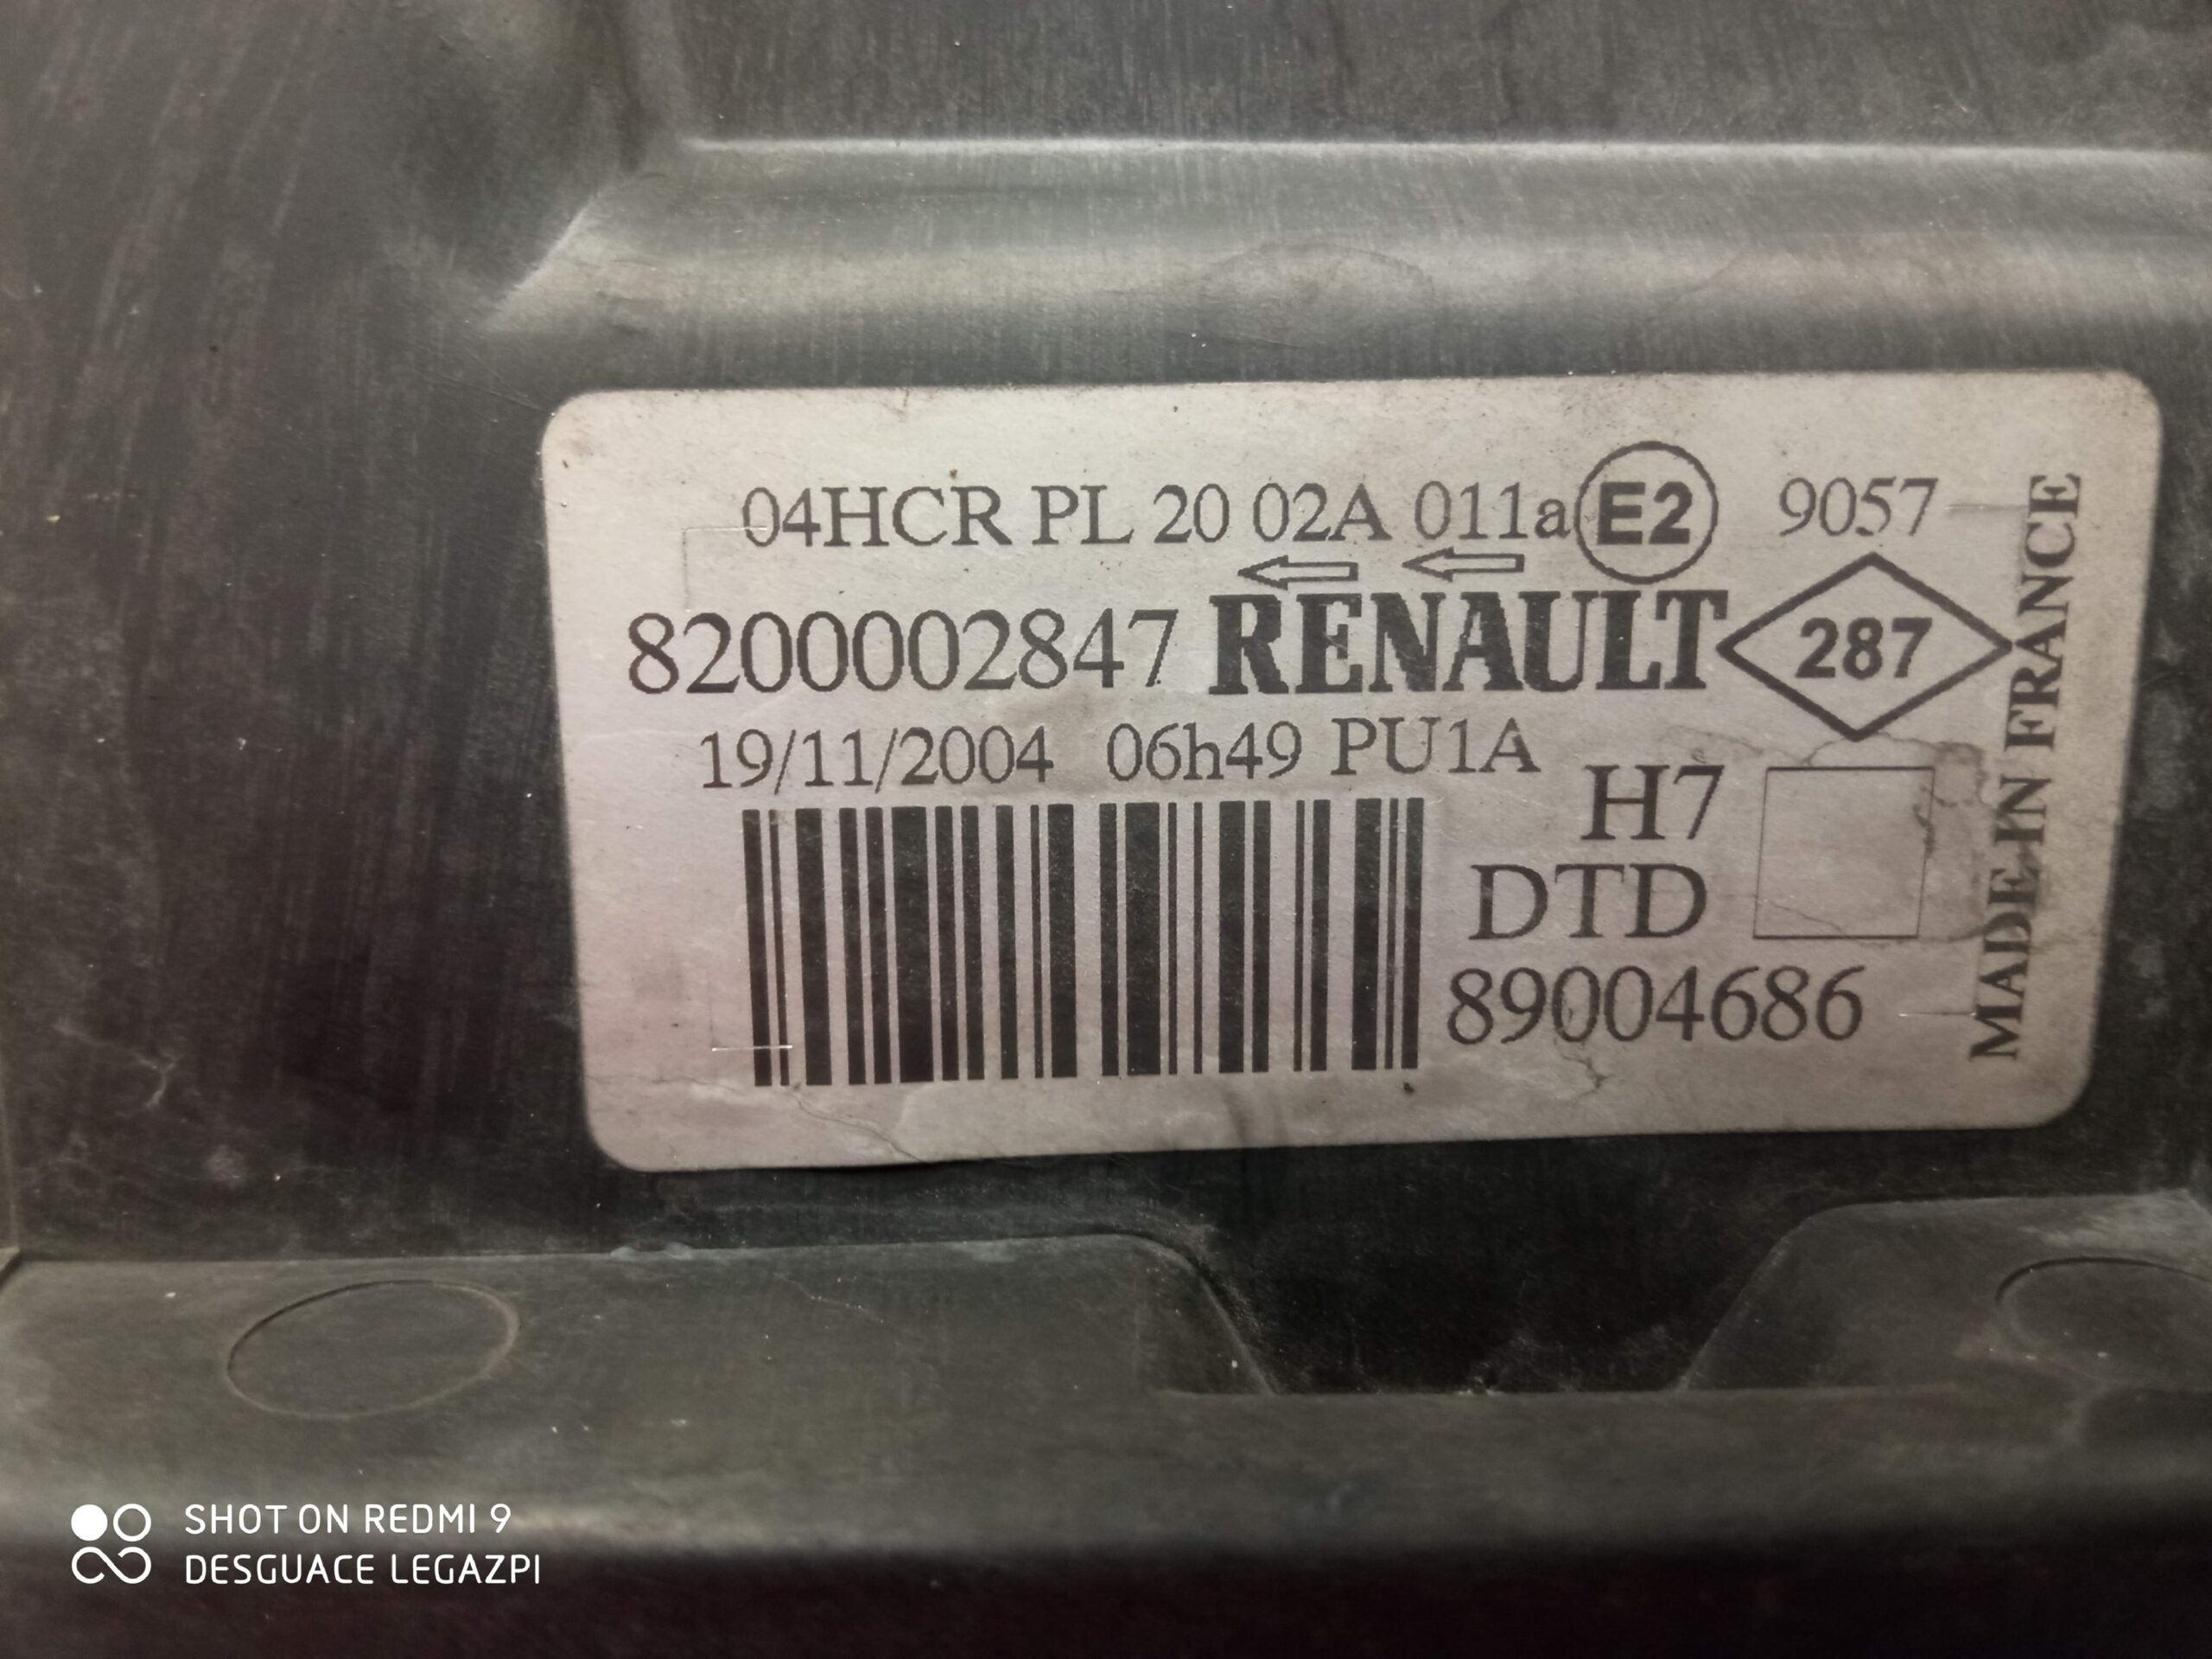 04HCR PL 20 02A 011a E2 9057
8200002847 RENAULT 287
19/11/2004 06h49 PU1A
H7
DTD
89004686
MADE IN FRANCE
SHOT ON REDMI 9
DESGUACE LEGAZPI